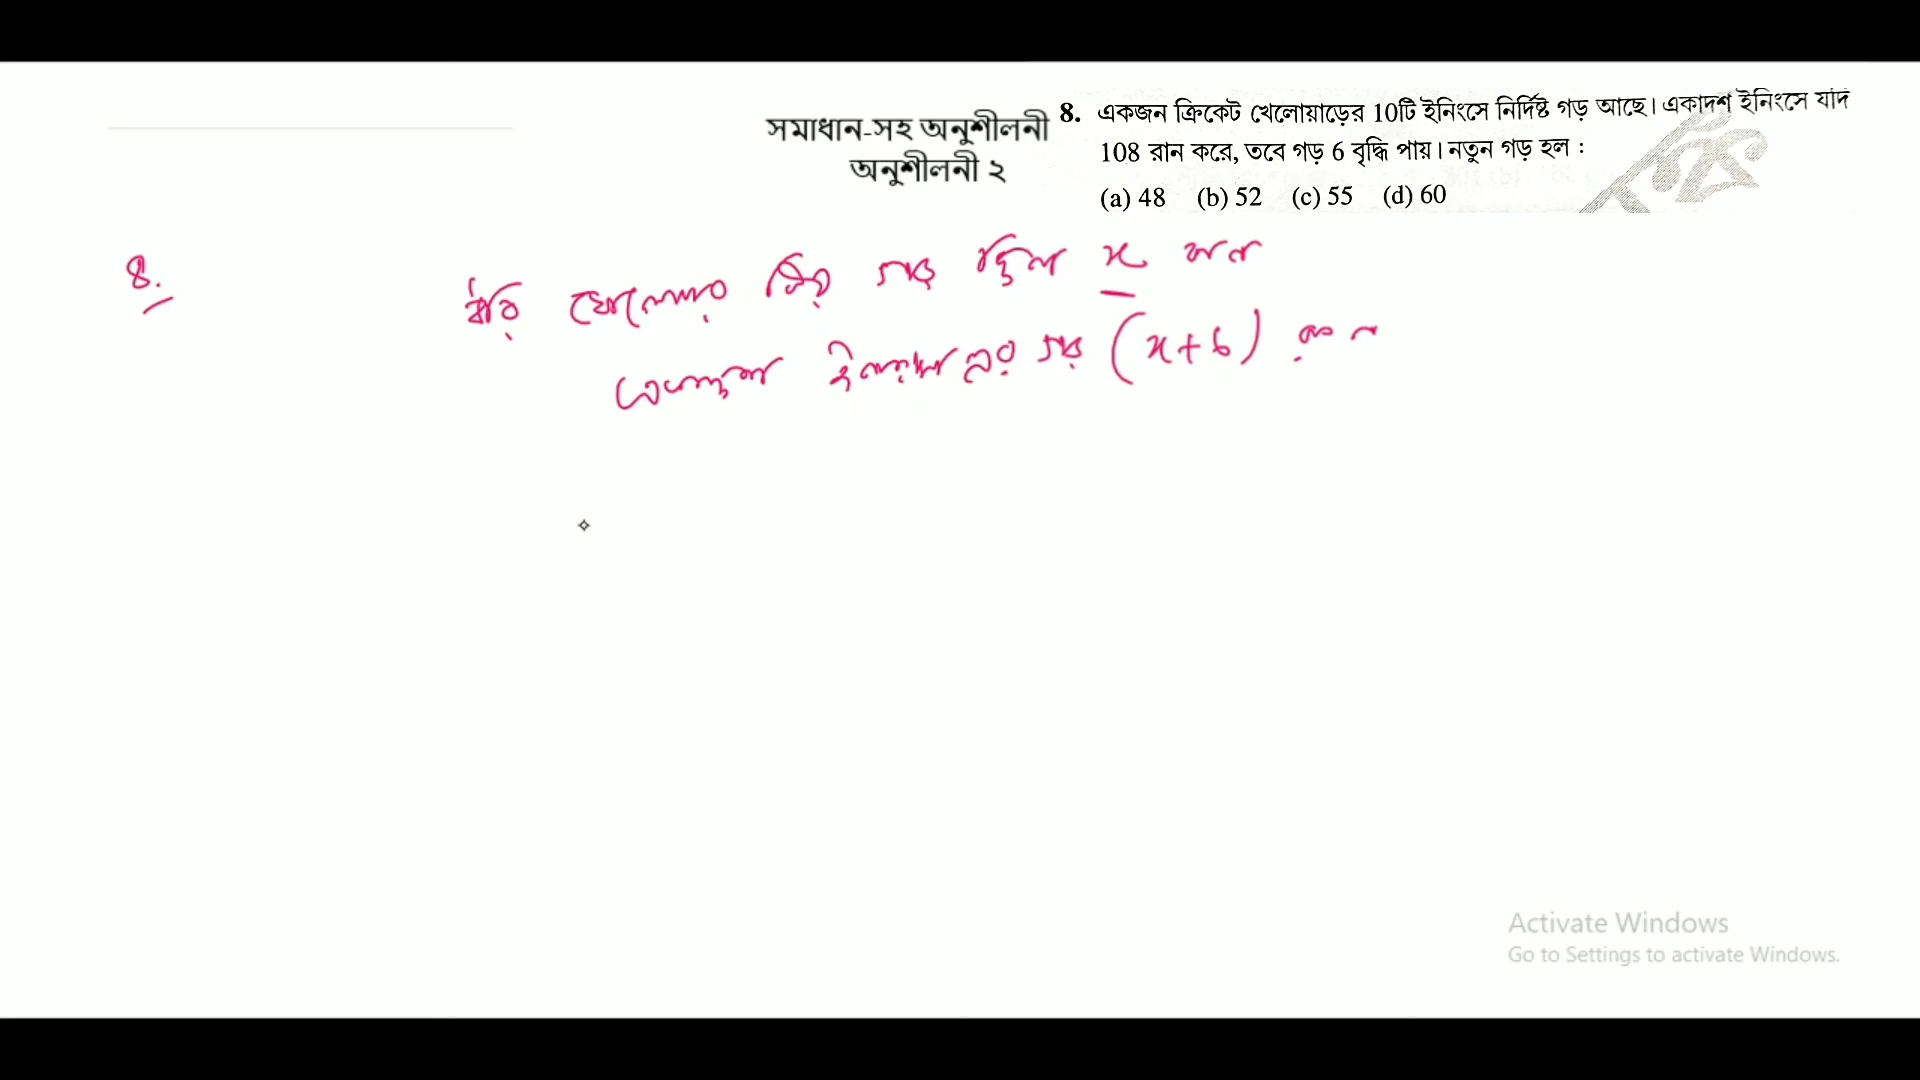 সমাধান-সহ অনুশীলনী
অনুশীলনী ২
8. একজন ক্রিকেট খেলোয়াড়ের 10টি ইনিংসে নির্দিষ্ট গড় আছে। একাদশ ইনিংসে যদি
108 রান করে, তবে গড় 6 বৃদ্ধি পায়। নতুন গড় হল :
(a) 48 (b) 52 (c) 55 (d) 60
8.
ধরি গড় ছিল x রান
গড় (x+6) রান
Activate Windows
Go to Settings to activate Windows.